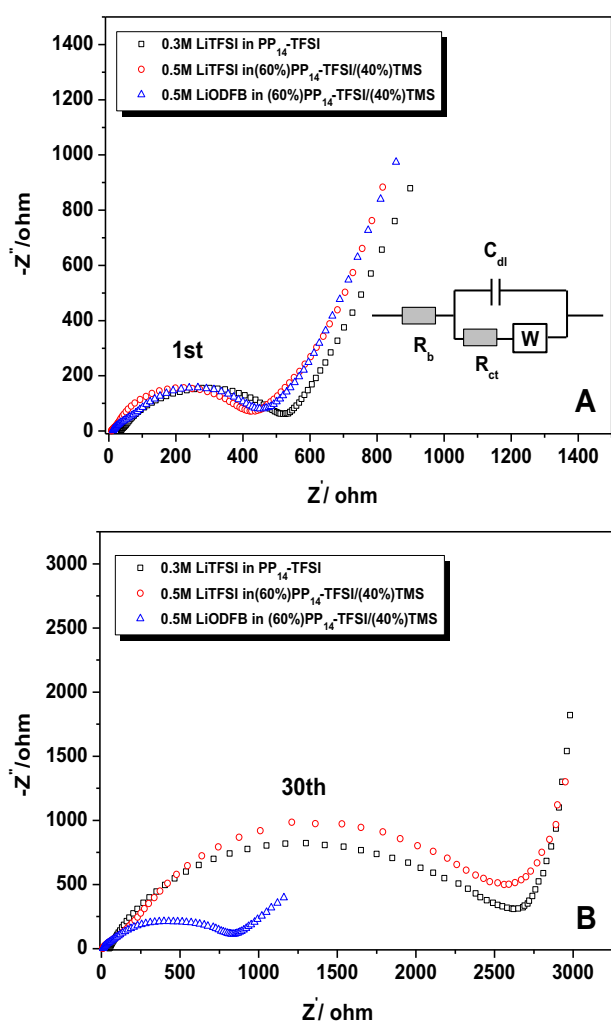 1500
1400
1200
1000
800
600
400
200
0
0.3M LiTFSI in PP14-TFSI
0.5M LiTFSI in(60%)PP14-TFSI/(40%)TMS
0.5M LiODFB in (60%)PP14-TFSI/(40%)TMS
-Z''/ohm
1st
Cdl
Rb
Rct
W
A
0 200 400 600 800 1000 1200 1400
Z'/ ohm
3000
2500
2000
1500
1000
500
0
0.3M LiTFSI in PP14-TFSI
0.5M LiTFSI in(60%)PP14-TFSI/(40%)TMS
0.5M LiODFB in (60%)PP14-TFSI/(40%)TMS
-Z''/ohm
30th
B
0 500 1000 1500 2000 2500 3000
Z'/ ohm